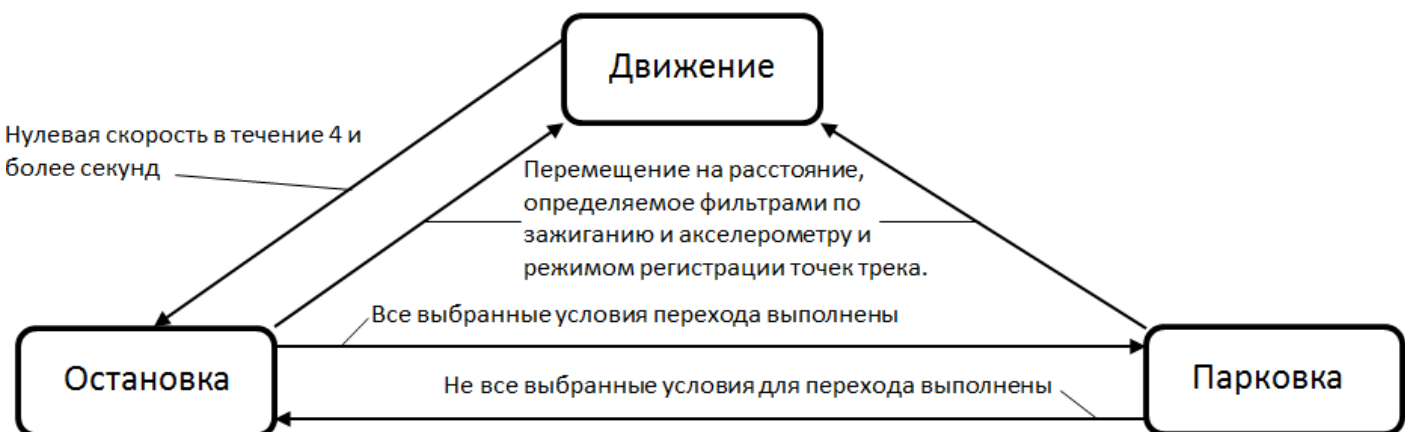 Движение
Нулевая скорость в течение 4 и
более секунд
Перемещение на расстояние,
определяемое фильтрами по
зажиганию и акселерометру и
режимом регистрации точек трека.
Все выбранные условия перехода выполнены
Остановка
Не все выбранные условия для перехода выполнены
Парковка